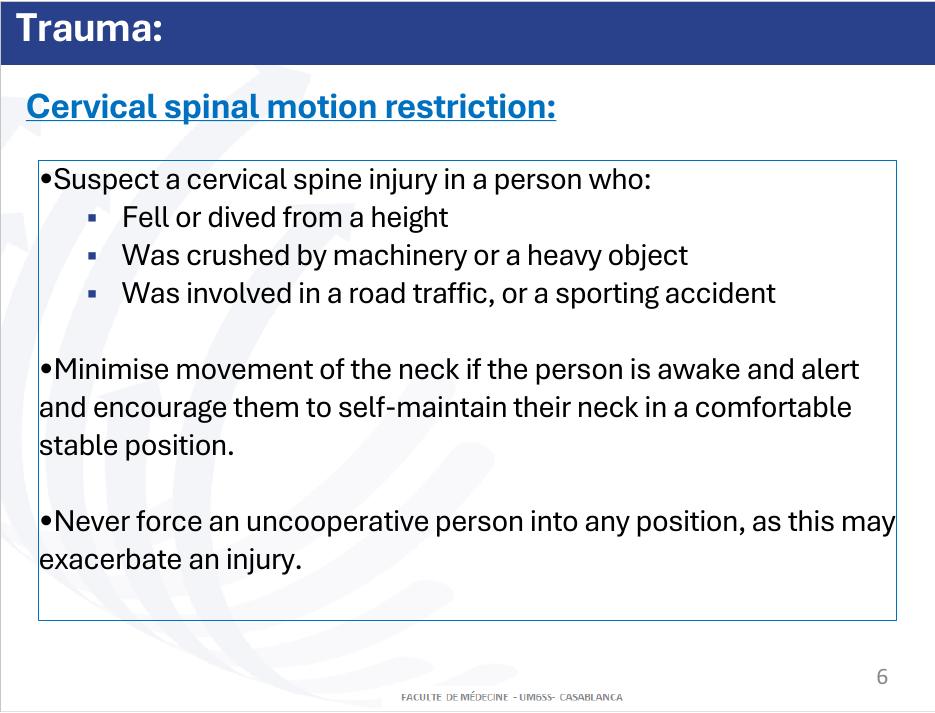 Trauma:
Cervical spinal motion restriction:
•Suspect a cervical spine injury in a person who:
▪ Fell or dived from a height
▪ Was crushed by machinery or a heavy object
▪ Was involved in a road traffic, or a sporting accident
•Minimise movement of the neck if the person is awake and alert
and encourage them to self-maintain their neck in a comfortable
stable position.
•Never force an uncooperative person into any position, as this may
exacerbate an injury.
6
FACULTE DE MÉDECINE - UM6SS- CASABLANCA